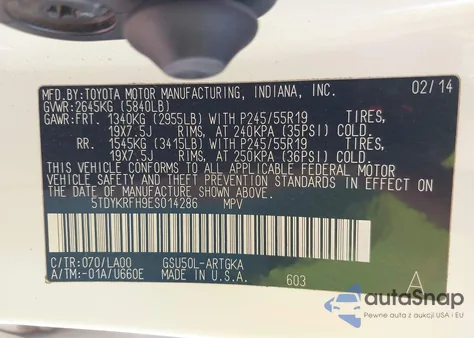 MFD.BY: TOYOTA MOTOR MANUFACTURING, INDIANA, INC. 02/14
GVWR: 2645KG (5840LB)
GAWR: FRT. 1340KG (2955LB) WITH P245/55R19 TIRES,
19X7.5J RIMS, AT 240KPA (35PSI) COLD.
RR. 1545KG (3415LB) WITH P245/55R19 TIRES,
19X7.5J RIMS, AT 250KPA (36PSI) COLD.
THIS VEHICLE CONFORMS TO ALL APPLICABLE FEDERAL MOTOR
VEHICLE SAFETY AND THEFT PREVENTION STANDARDS IN EFFECT ON
THE DATE OF MANUFACTURE SHOWN ABOVE.
5TDYKRFH9ES014286 MPV
C/TR: 070/LA00 GSU50L-ARTGKA
A/TM: -01A/U660E MADE IN U.S.A. 603 A
autoSnap
Pewne auta z aukcji USA i EU